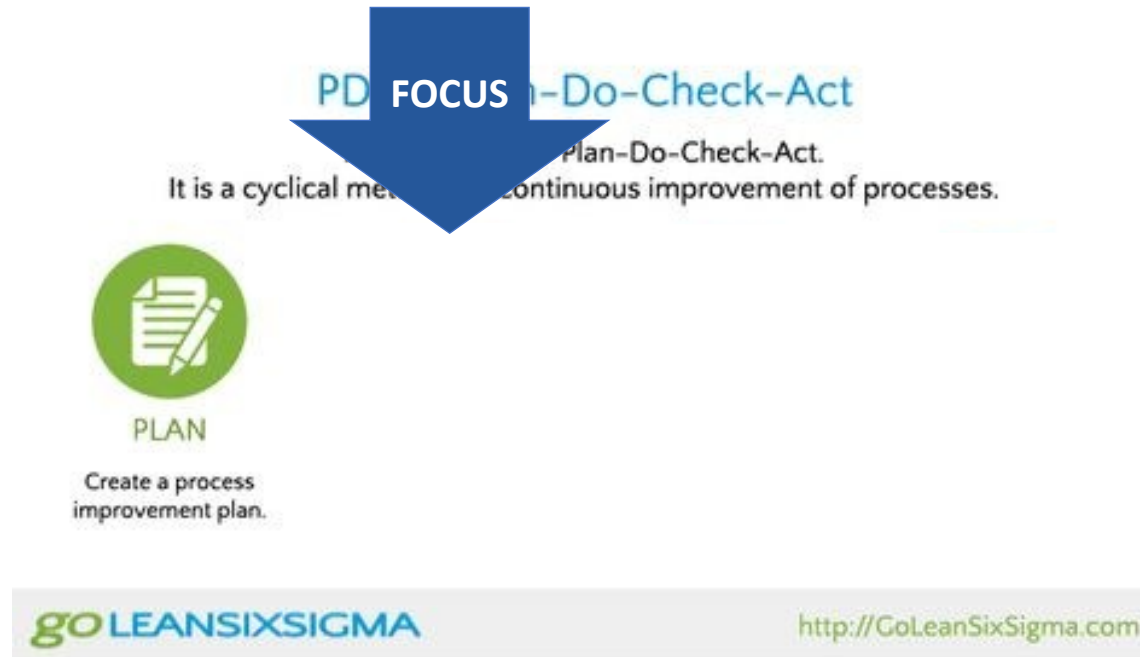 PD FOCUS n-Do-Check-Act
Plan-Do-Check-Act.
It is a cyclical me continuous improvement of processes.
PLAN
Create a process
improvement plan.
goLEANSIXSIGMA
http://GoLeanSixSigma.com